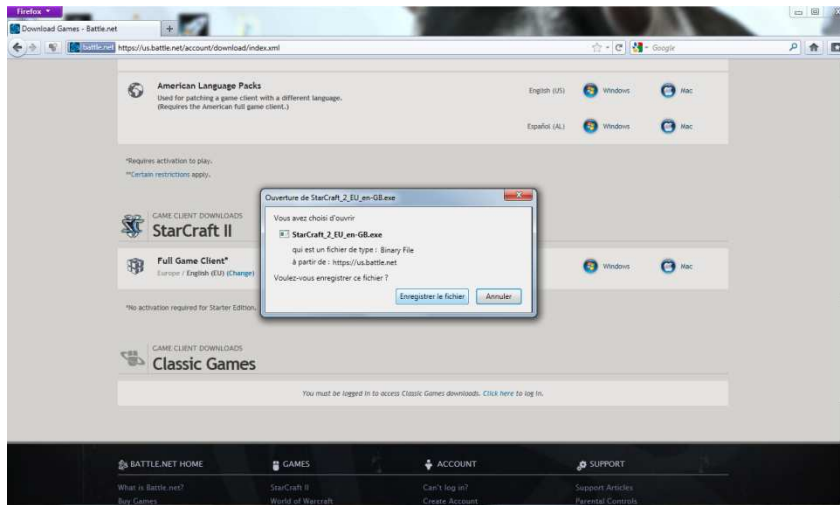 Firefox
Download Games - Battle.net
battle.net https://us.battle.net/account/download/index.xml
Google
American Language Packs
Used for patching a game client with a different language.
(Requires the American full game client.)
English (US) Windows Mac
Español (AL) Windows Mac
*Requires activation to play.
**Certain restrictions apply.
GAME CLIENT DOWNLOADS
StarCraft II
Full Game Client*
Europe / English (EU) (Change)
Windows Mac
*No activation required for Starter Edition.
Ouverture de StarCraft_2_EU_en-GB.exe
Vous avez choisi d'ouvrir
StarCraft_2_EU_en-GB.exe
qui est un fichier de type : Binary File
à partir de : https://us.battle.net
Voulez-vous enregistrer ce fichier ?
Enregistrer le fichier Annuler
GAME CLIENT DOWNLOADS
Classic Games
You must be logged in to access Classic Games downloads. Click here to log in.
BATTLE.NET HOME GAMES ACCOUNT SUPPORT
What is Battle.net? StarCraft II Can't log in? Support Articles
Buy Games World of Warcraft Create Account Parental Controls